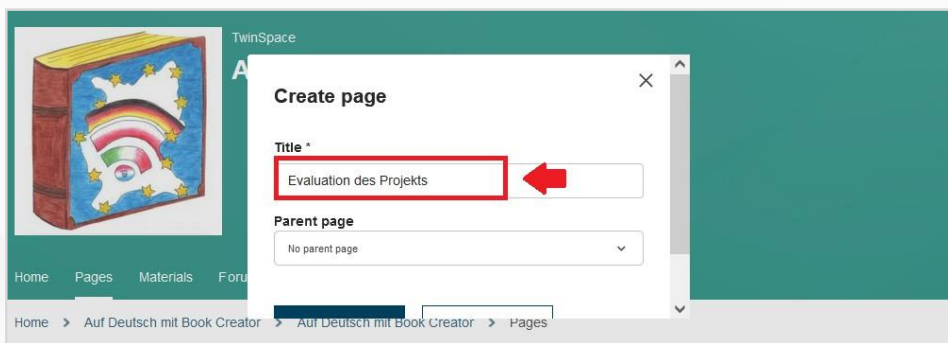 TwinSpace
A
Create page
Title *
Evaluation des Projekts
Parent page
No parent page
Home Pages Materials Foru
Home > Auf Deutsch mit Book Creator > Auf Deutsch mit Book Creator > Pages